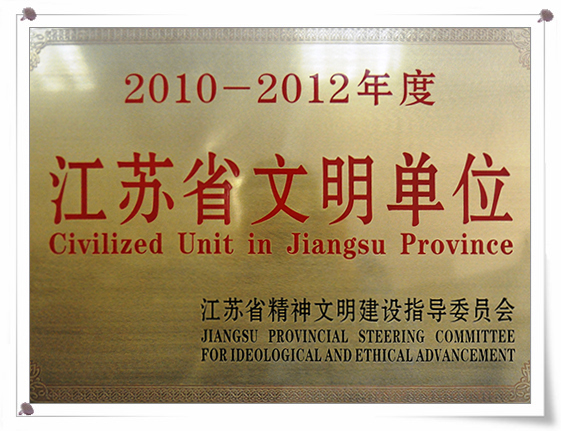 2010－2012年度
江苏省文明单位
Civilized Unit in Jiangsu Province
江苏省精神文明建设指导委员会
JIANGSU PROVINCIAL STEERING COMMITTEE
FOR IDEOLOGICAL AND ETHICAL ADVANCEMENT